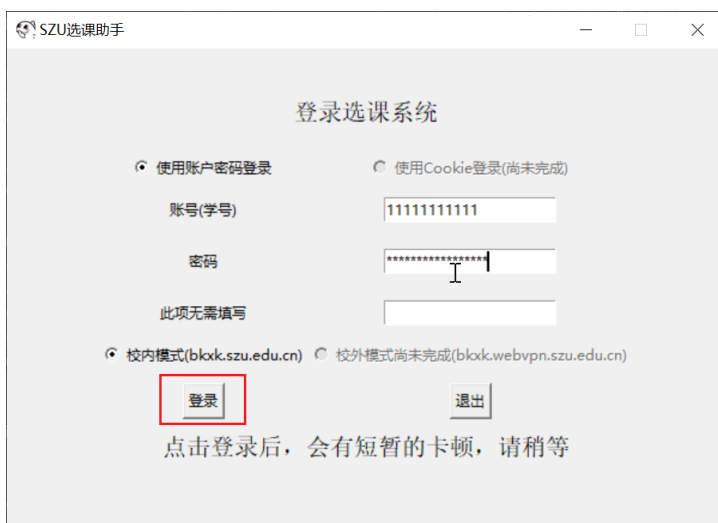 SZU选课助手
登录选课系统
使用账户密码登录 使用Cookie登录(尚未完成)
账号(学号) 11111111111
密码 *****************
此项无需填写
校内模式(bkxk.szu.edu.cn) 校外模式尚未完成(bkxk.webvpn.szu.edu.cn)
登录 退出
点击登录后，会有短暂的卡顿，请稍等